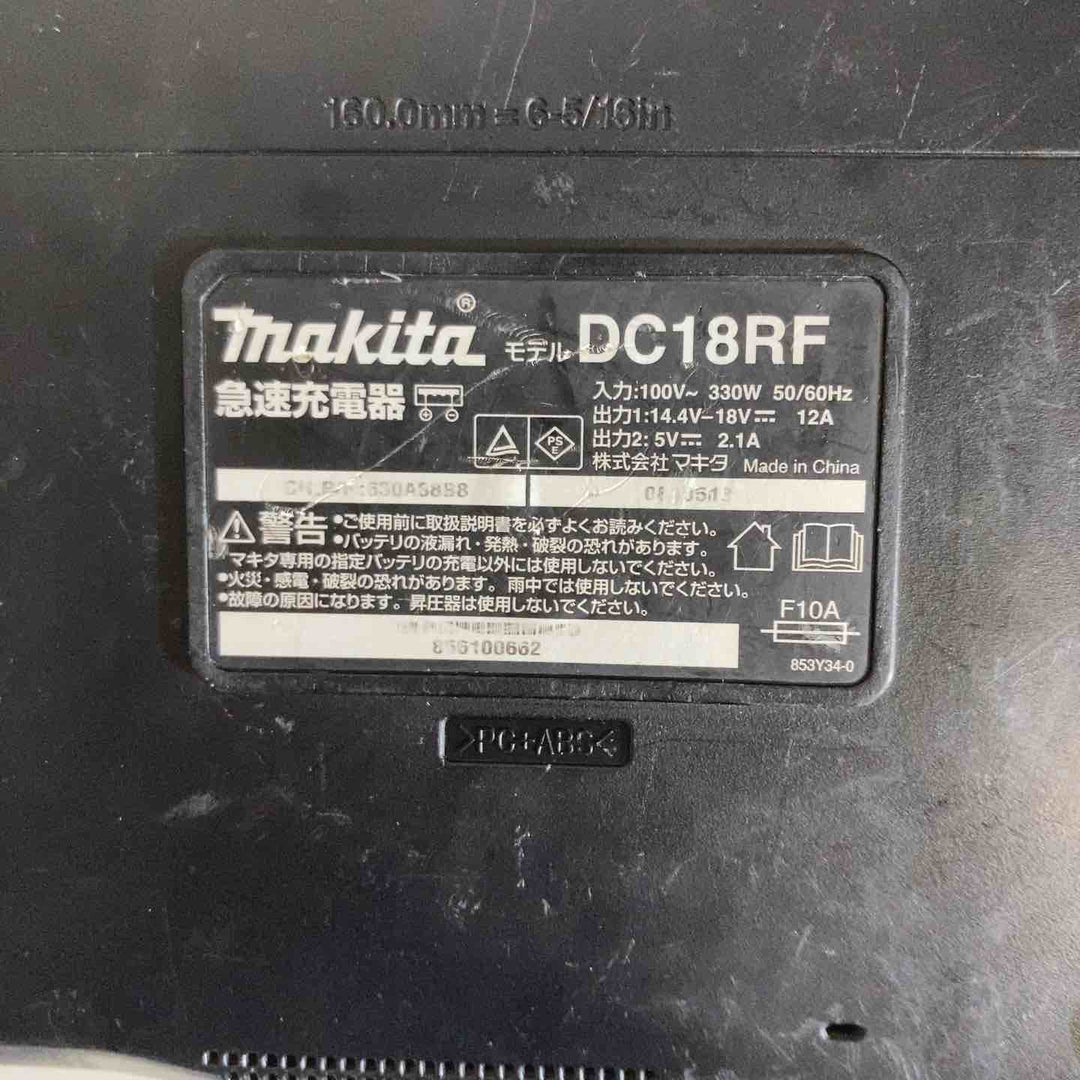 160.0mm = 6-5/16in
makita® モデル DC18RF
急速充電器
入力:100V~ 330W 50/60Hz
出力1:14.4V-18V⎓ 12A
出力2:5V⎓ 2.1A
PS
E
株式会社マキタ Made in China
警告 •ご使用前に取扱説明書を必ずよくお読みください。
•バッテリの液漏れ・発熱・破裂の恐れがあります。
マキタ専用の指定バッテリの充電以外には使用しないでください。
•火災・感電・破裂の恐れがあります。雨中では使用しないでください。
•故障の原因になります。昇圧器は使用しないでください。
F10A
853Y34-0
>PC+ABS<